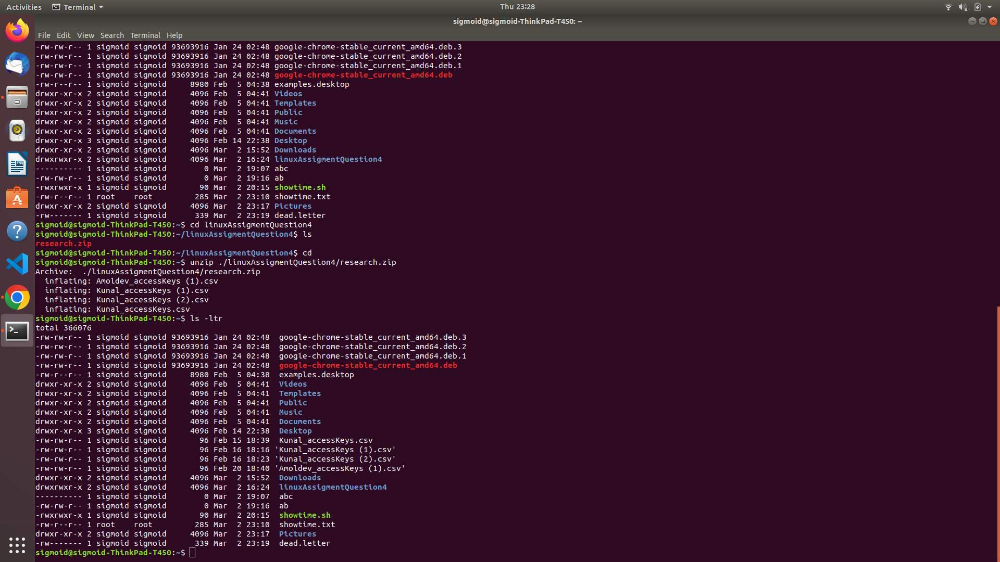 Activities Terminal Thu 23:28
sigmoid@sigmoid-ThinkPad-T450: ~
File Edit View Search Terminal Help
-rw-rw-r-- 1 sigmoid sigmoid 93693916 Jan 24 02:48 google-chrome-stable_current_amd64.deb.3
-rw-rw-r-- 1 sigmoid sigmoid 93693916 Jan 24 02:48 google-chrome-stable_current_amd64.deb.2
-rw-rw-r-- 1 sigmoid sigmoid 93693916 Jan 24 02:48 google-chrome-stable_current_amd64.deb.1
-rw-rw-r-- 1 sigmoid sigmoid 93693916 Jan 24 02:48 google-chrome-stable_current_amd64.deb
-rw-r--r-- 1 sigmoid sigmoid     8980 Feb  5 04:38 examples.desktop
drwxr-xr-x 2 sigmoid sigmoid     4096 Feb  5 04:41 Videos
drwxr-xr-x 2 sigmoid sigmoid     4096 Feb  5 04:41 Templates
drwxr-xr-x 2 sigmoid sigmoid     4096 Feb  5 04:41 Public
drwxr-xr-x 2 sigmoid sigmoid     4096 Feb  5 04:41 Music
drwxr-xr-x 2 sigmoid sigmoid     4096 Feb  5 04:41 Documents
drwxr-xr-x 3 sigmoid sigmoid     4096 Feb 14 22:38 Desktop
drwxr-xr-x 2 sigmoid sigmoid     4096 Mar  2 15:52 Downloads
drwxrwxr-x 2 sigmoid sigmoid     4096 Mar  2 16:24 linuxAssigmentQuestion4
---------- 1 sigmoid sigmoid        0 Mar  2 19:07 abc
-rw-rw-r-- 1 sigmoid sigmoid        0 Mar  2 19:16 ab
-rwxrwxr-x 1 sigmoid sigmoid       90 Mar  2 20:15 showtime.sh
-rw-r--r-- 1 root    root         285 Mar  2 23:10 showtime.txt
drwxr-xr-x 2 sigmoid sigmoid     4096 Mar  2 23:17 Pictures
-rw------- 1 sigmoid sigmoid      339 Mar  2 23:19 dead.letter
sigmoid@sigmoid-ThinkPad-T450:~$ cd linuxAssigmentQuestion4
sigmoid@sigmoid-ThinkPad-T450:~/linuxAssigmentQuestion4$ ls
research.zip
sigmoid@sigmoid-ThinkPad-T450:~/linuxAssigmentQuestion4$ cd
sigmoid@sigmoid-ThinkPad-T450:~$ unzip ./linuxAssigmentQuestion4/research.zip
Archive:  ./linuxAssigmentQuestion4/research.zip
  inflating: Amoldev_accessKeys (1).csv
  inflating: Kunal_accessKeys (1).csv
  inflating: Kunal_accessKeys (2).csv
  inflating: Kunal_accessKeys.csv
sigmoid@sigmoid-ThinkPad-T450:~$ ls -ltr
total 366076
-rw-rw-r-- 1 sigmoid sigmoid 93693916 Jan 24 02:48  google-chrome-stable_current_amd64.deb.3
-rw-rw-r-- 1 sigmoid sigmoid 93693916 Jan 24 02:48  google-chrome-stable_current_amd64.deb.2
-rw-rw-r-- 1 sigmoid sigmoid 93693916 Jan 24 02:48  google-chrome-stable_current_amd64.deb.1
-rw-rw-r-- 1 sigmoid sigmoid 93693916 Jan 24 02:48  google-chrome-stable_current_amd64.deb
-rw-r--r-- 1 sigmoid sigmoid     8980 Feb  5 04:38  examples.desktop
drwxr-xr-x 2 sigmoid sigmoid     4096 Feb  5 04:41  Videos
drwxr-xr-x 2 sigmoid sigmoid     4096 Feb  5 04:41  Templates
drwxr-xr-x 2 sigmoid sigmoid     4096 Feb  5 04:41  Public
drwxr-xr-x 2 sigmoid sigmoid     4096 Feb  5 04:41  Music
drwxr-xr-x 2 sigmoid sigmoid     4096 Feb  5 04:41  Documents
drwxr-xr-x 3 sigmoid sigmoid     4096 Feb 14 22:38  Desktop
-rw-rw-r-- 1 sigmoid sigmoid       96 Feb 15 18:39  Kunal_accessKeys.csv
-rw-rw-r-- 1 sigmoid sigmoid       96 Feb 16 18:16 'Kunal_accessKeys (1).csv'
-rw-rw-r-- 1 sigmoid sigmoid       96 Feb 16 18:23 'Kunal_accessKeys (2).csv'
-rw-rw-r-- 1 sigmoid sigmoid       96 Feb 20 18:40 'Amoldev_accessKeys (1).csv'
drwxr-xr-x 2 sigmoid sigmoid     4096 Mar  2 15:52  Downloads
drwxrwxr-x 2 sigmoid sigmoid     4096 Mar  2 16:24  linuxAssigmentQuestion4
---------- 1 sigmoid sigmoid        0 Mar  2 19:07  abc
-rw-rw-r-- 1 sigmoid sigmoid        0 Mar  2 19:16  ab
-rwxrwxr-x 1 sigmoid sigmoid       90 Mar  2 20:15  showtime.sh
-rw-r--r-- 1 root    root         285 Mar  2 23:10  showtime.txt
drwxr-xr-x 2 sigmoid sigmoid     4096 Mar  2 23:17  Pictures
-rw------- 1 sigmoid sigmoid      339 Mar  2 23:19  dead.letter
sigmoid@sigmoid-ThinkPad-T450:~$